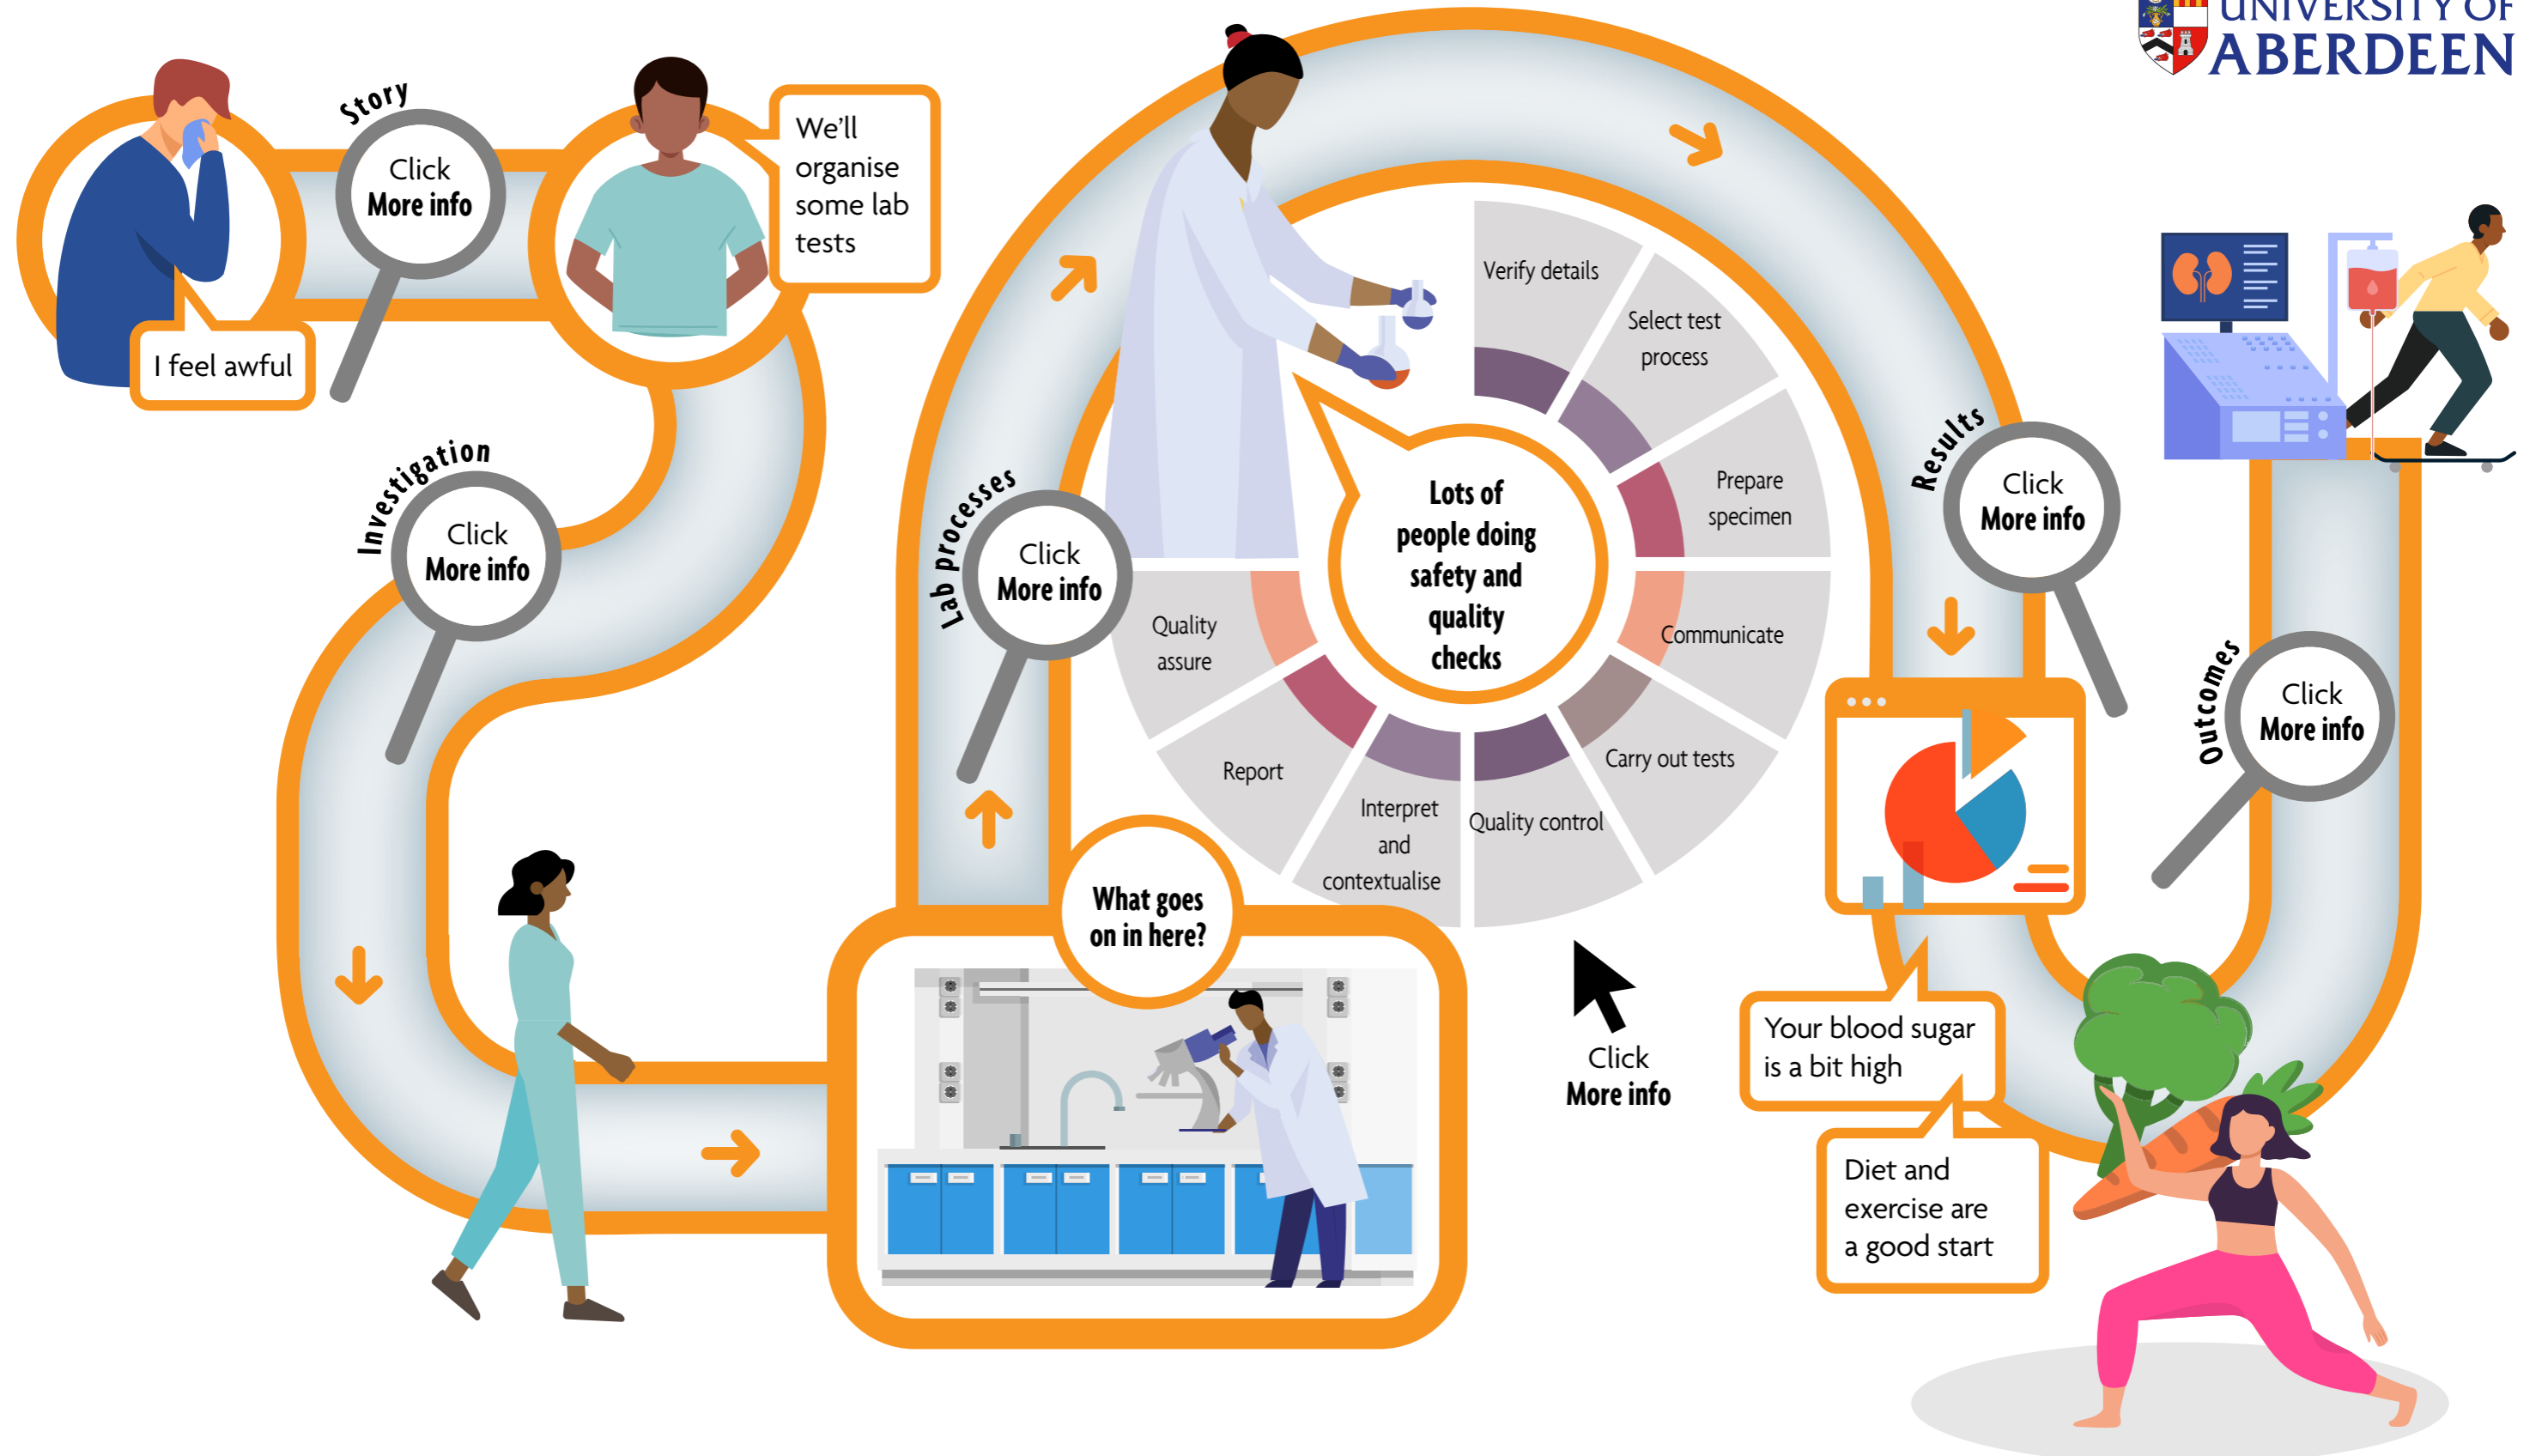 UNIVERSITY OF
ABERDEEN
Story
Click
More info
I feel awful
We'll
organise
some lab
tests
Investigation
Click
More info
Lab processes
Click
More info
What goes
on in here?
Lots of
people doing
safety and
quality
checks
Verify details
Select test
process
Prepare
specimen
Communicate
Carry out tests
Quality control
Interpret
and
contextualise
Report
Quality
assure
Click
More info
Results
Click
More info
Your blood sugar
is a bit high
Diet and
exercise are
a good start
Outcomes
Click
More info